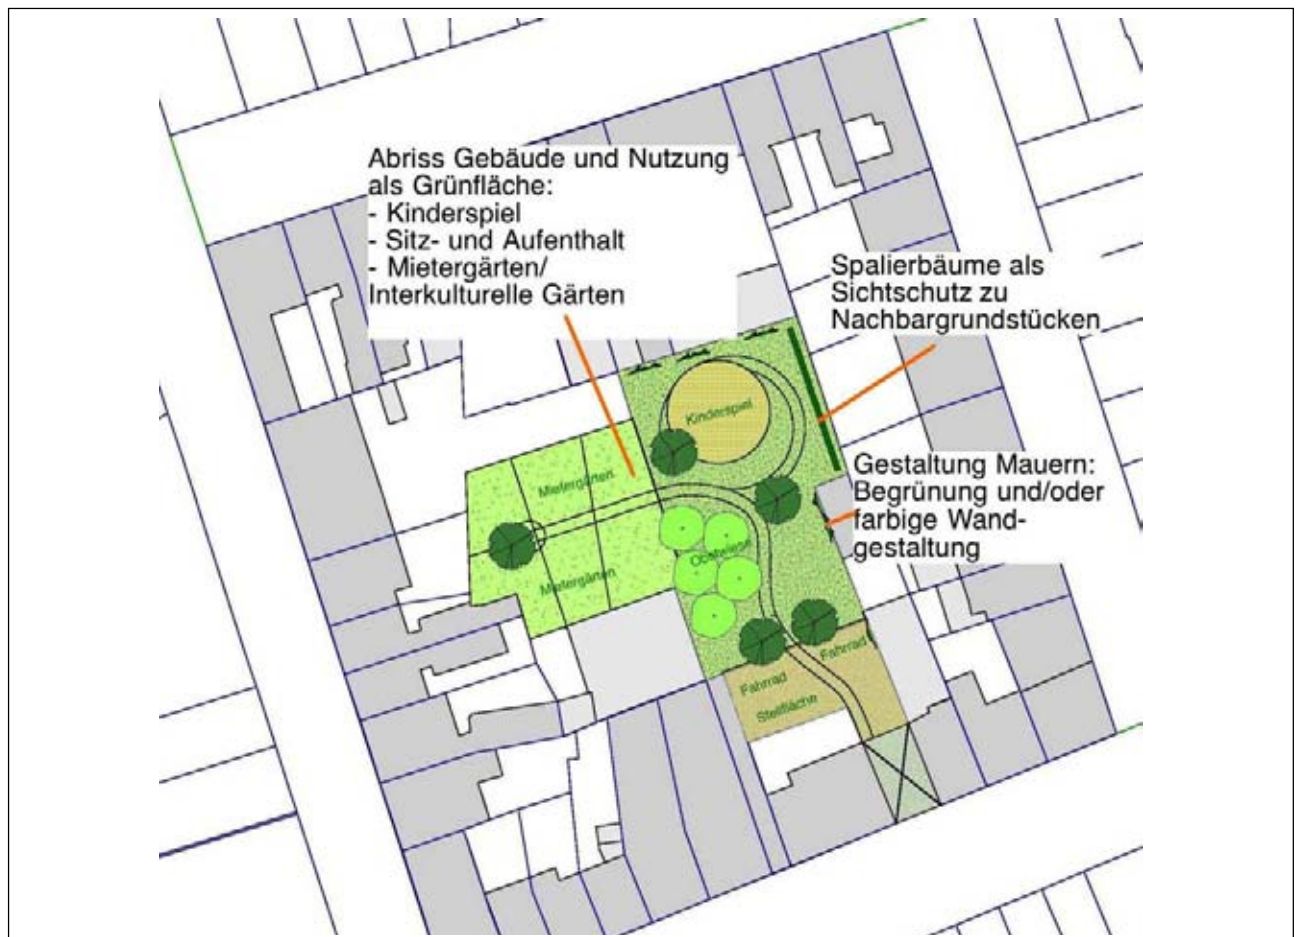 Abriss Gebäude und Nutzung
als Grünfläche:
- Kinderspiel
- Sitz- und Aufenthalt
- Mietergärten/
Interkulturelle Gärten
Spalierbäume als
Sichtschutz zu
Nachbargrundstücken
Kinderspiel
Gestaltung Mauern:
Begrünung und/oder
farbige Wand-
gestaltung
Mietergärten
Obstwiese
Mietergärten
Fahrrad
Fahrrad
Stellfläche